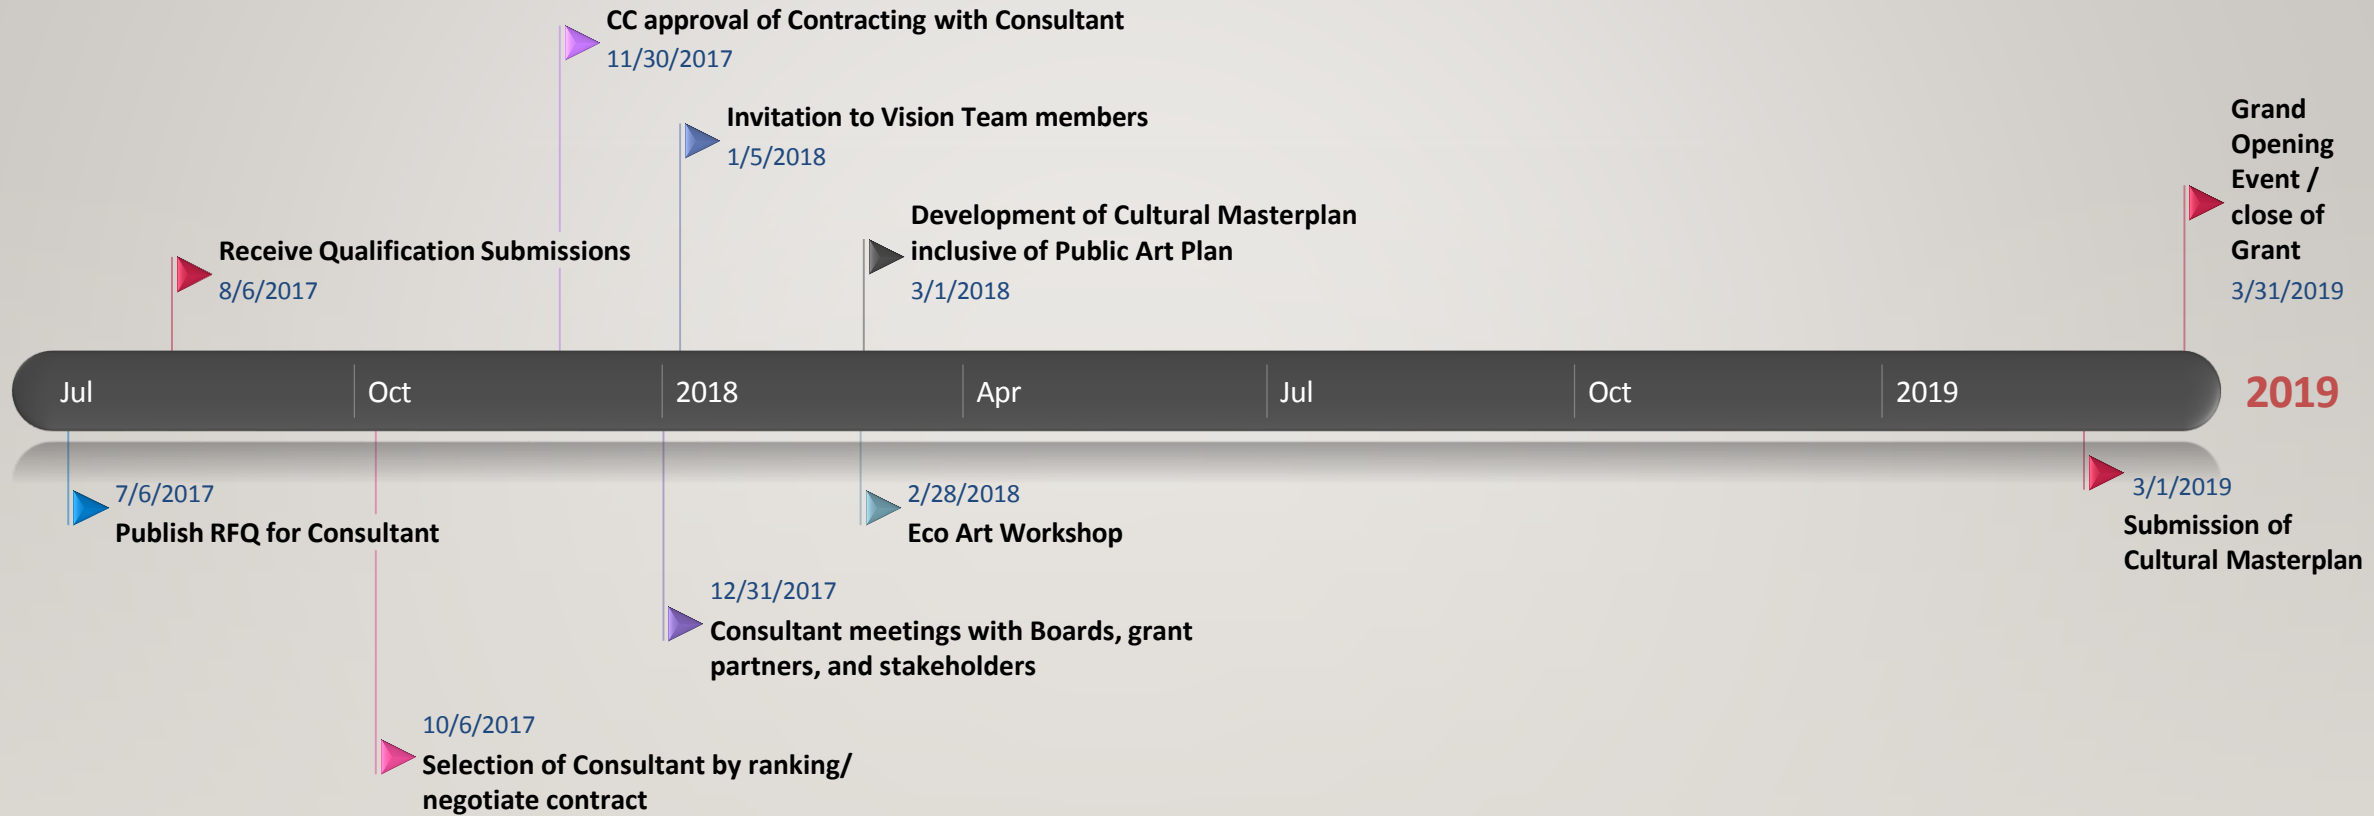 CC approval of Contracting with Consultant
11/30/2017
Invitation to Vision Team members
1/5/2018
Grand
Opening
Event /
close of
Grant
3/31/2019
Development of Cultural Masterplan
inclusive of Public Art Plan
3/1/2018
Receive Qualification Submissions
8/6/2017
Jul
Oct
2018
Apr
Jul
Oct
2019
2019
7/6/2017
Publish RFQ for Consultant
2/28/2018
Eco Art Workshop
3/1/2019
Submission of
Cultural Masterplan
12/31/2017
Consultant meetings with Boards, grant
partners, and stakeholders
10/6/2017
Selection of Consultant by ranking/
negotiate contract